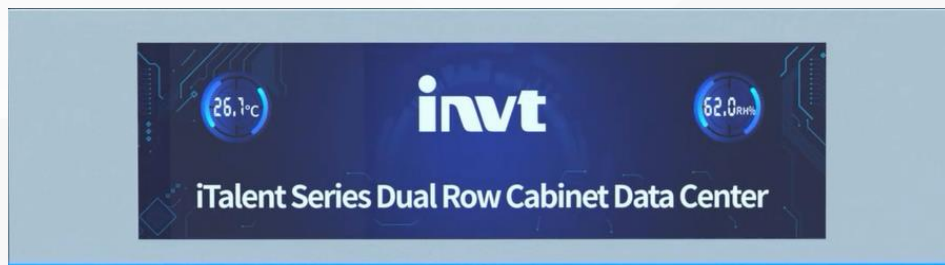 26.1°C
invt
62.0RH%
iTalent Series Dual Row Cabinet Data Center